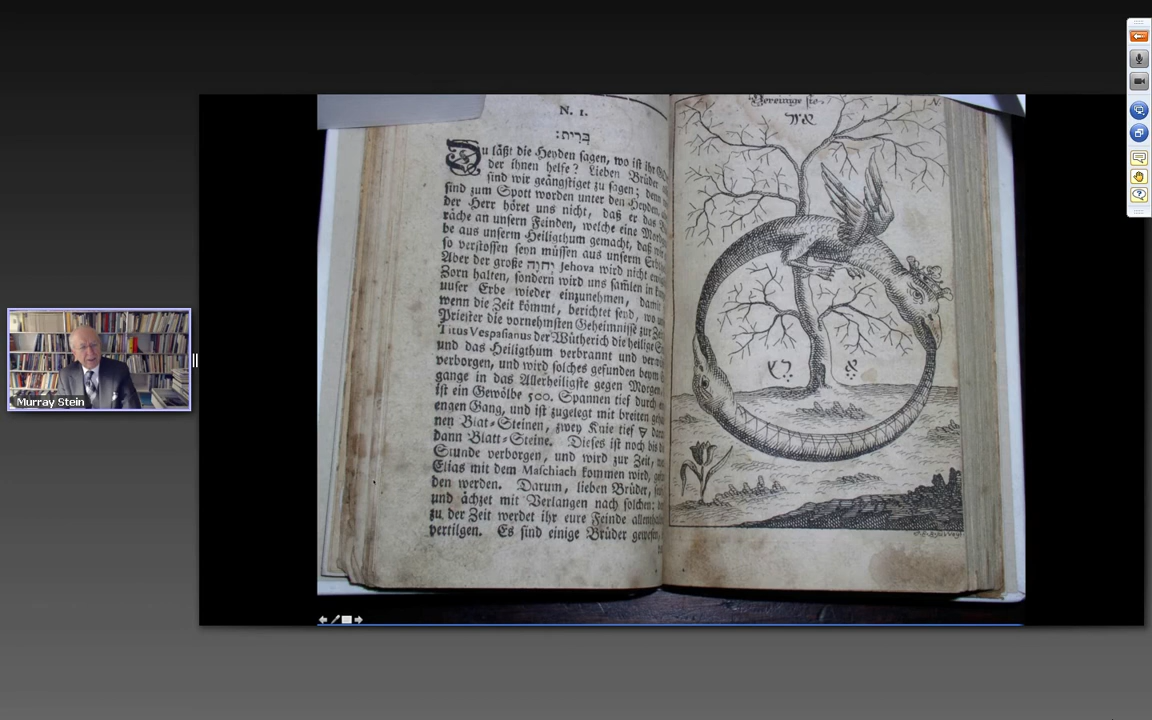 N. 1.
בְּרִית:
Du läßt die Heyden sagen, wo ist ihr
der ihnen helfe? Lieben Brüder
sind wir geängstiget zu sagen; denn
sind zum Spott worden unter den Heyden,
der Herr höret uns nicht, daß er das
räche an unsern Feinden, welche eine
be aus unserm Heiligthum gemacht, daß
so verstossen seyn müssen aus unserm
Aber der große יְהֹוָה Jehova wird nicht
Zorn halten, sondern wird uns sam̃len in
unser Erbe wieder einzunehmen,
wenn die Zeit kömmt, berichtet seyd,
Priester die vornehmsten Geheimnisse zur
Titus Vespasianus der Wütherich die heilige
und das Heiligthum verbrannt und
verborgen, und wird solches gefunden beym
gange in das Allerheiligste gegen
ist ein Gewölbe 500. Spannen tief durch
engen Gang, und ist zugelegt mit breiten
nen Blat-Steinen, zwey Knie tief ▽
dann Blatt-Steine. Dieses ist noch bis
Stunde verborgen, und wird zur Zeit,
Elias mit dem Maschiach kommen wird,
den werden. Darum, lieben Brüder,
und ächzet mit Verlangen nach solchen:
zu der Zeit werdet ihr eure Feinde
vertilgen. Es sind einige Brüder
Vereinige
Murray Stein